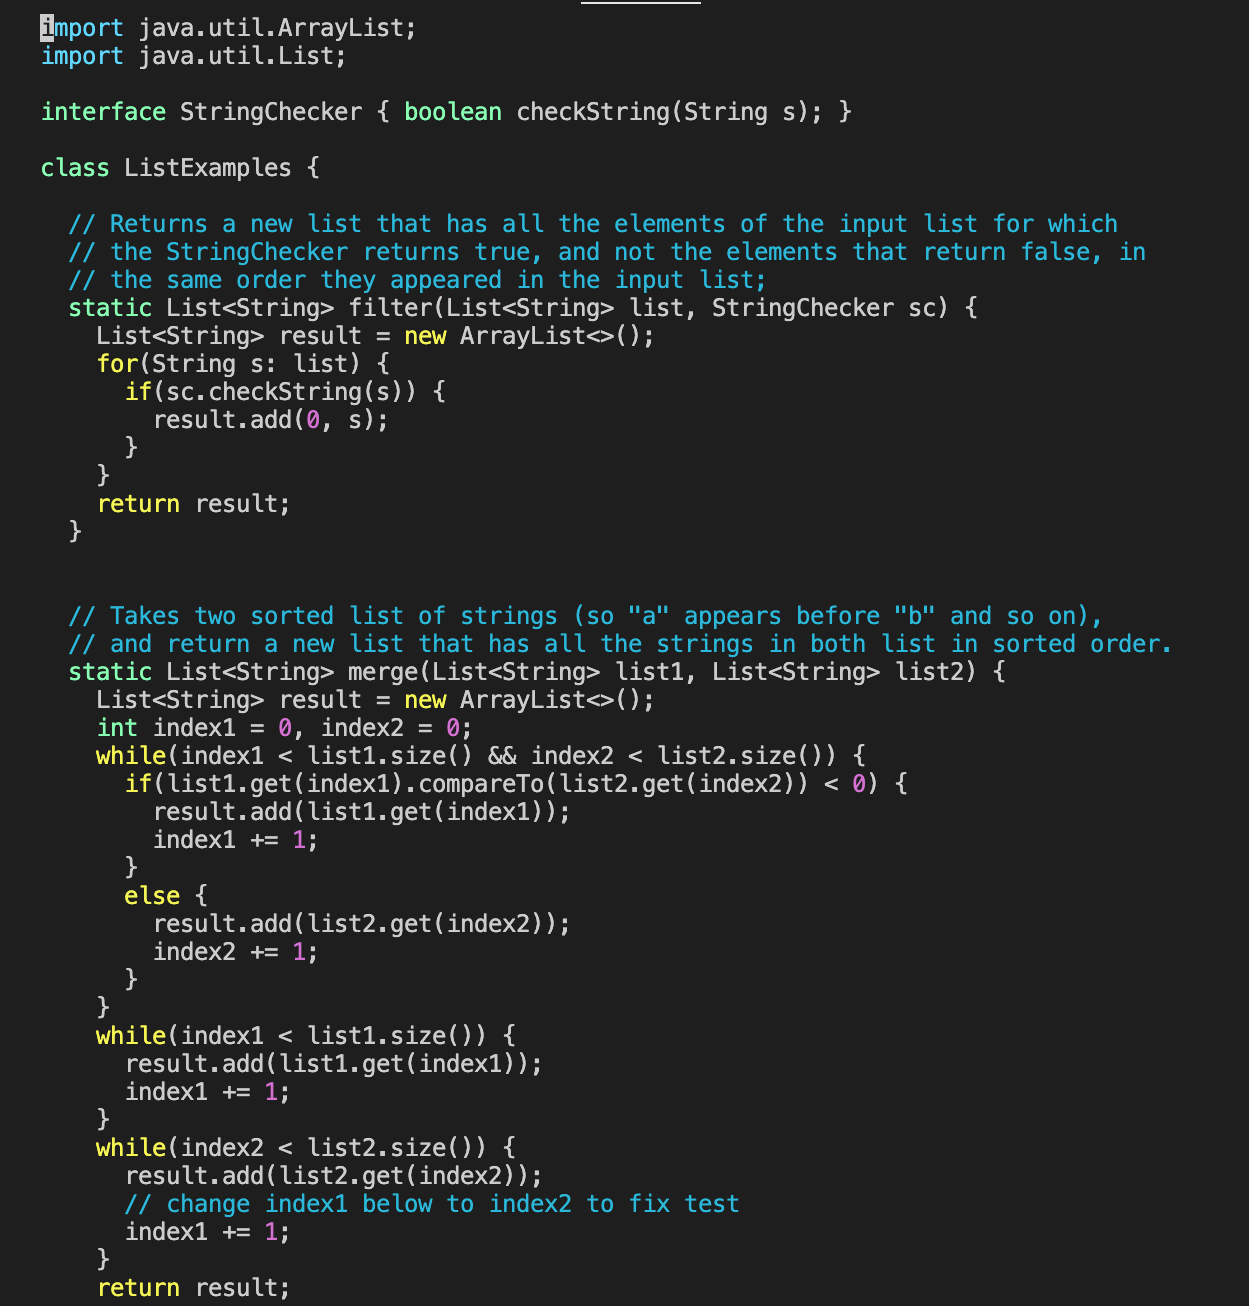 import java.util.ArrayList;
import java.util.List;

interface StringChecker { boolean checkString(String s); }

class ListExamples {

  // Returns a new list that has all the elements of the input list for which
  // the StringChecker returns true, and not the elements that return false, in
  // the same order they appeared in the input list;
  static List<String> filter(List<String> list, StringChecker sc) {
    List<String> result = new ArrayList<>();
    for(String s: list) {
      if(sc.checkString(s)) {
        result.add(0, s);
      }
    }
    return result;
  }


  // Takes two sorted list of strings (so "a" appears before "b" and so on),
  // and return a new list that has all the strings in both list in sorted order.
  static List<String> merge(List<String> list1, List<String> list2) {
    List<String> result = new ArrayList<>();
    int index1 = 0, index2 = 0;
    while(index1 < list1.size() && index2 < list2.size()) {
      if(list1.get(index1).compareTo(list2.get(index2)) < 0) {
        result.add(list1.get(index1));
        index1 += 1;
      }
      else {
        result.add(list2.get(index2));
        index2 += 1;
      }
    }
    while(index1 < list1.size()) {
      result.add(list1.get(index1));
      index1 += 1;
    }
    while(index2 < list2.size()) {
      result.add(list2.get(index2));
      // change index1 below to index2 to fix test
      index1 += 1;
    }
    return result;